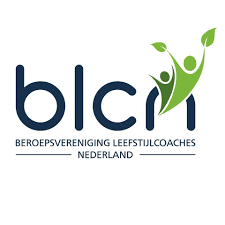 blcn
BEROEPSVERENIGING LEEFSTIJLCOACHES
NEDERLAND